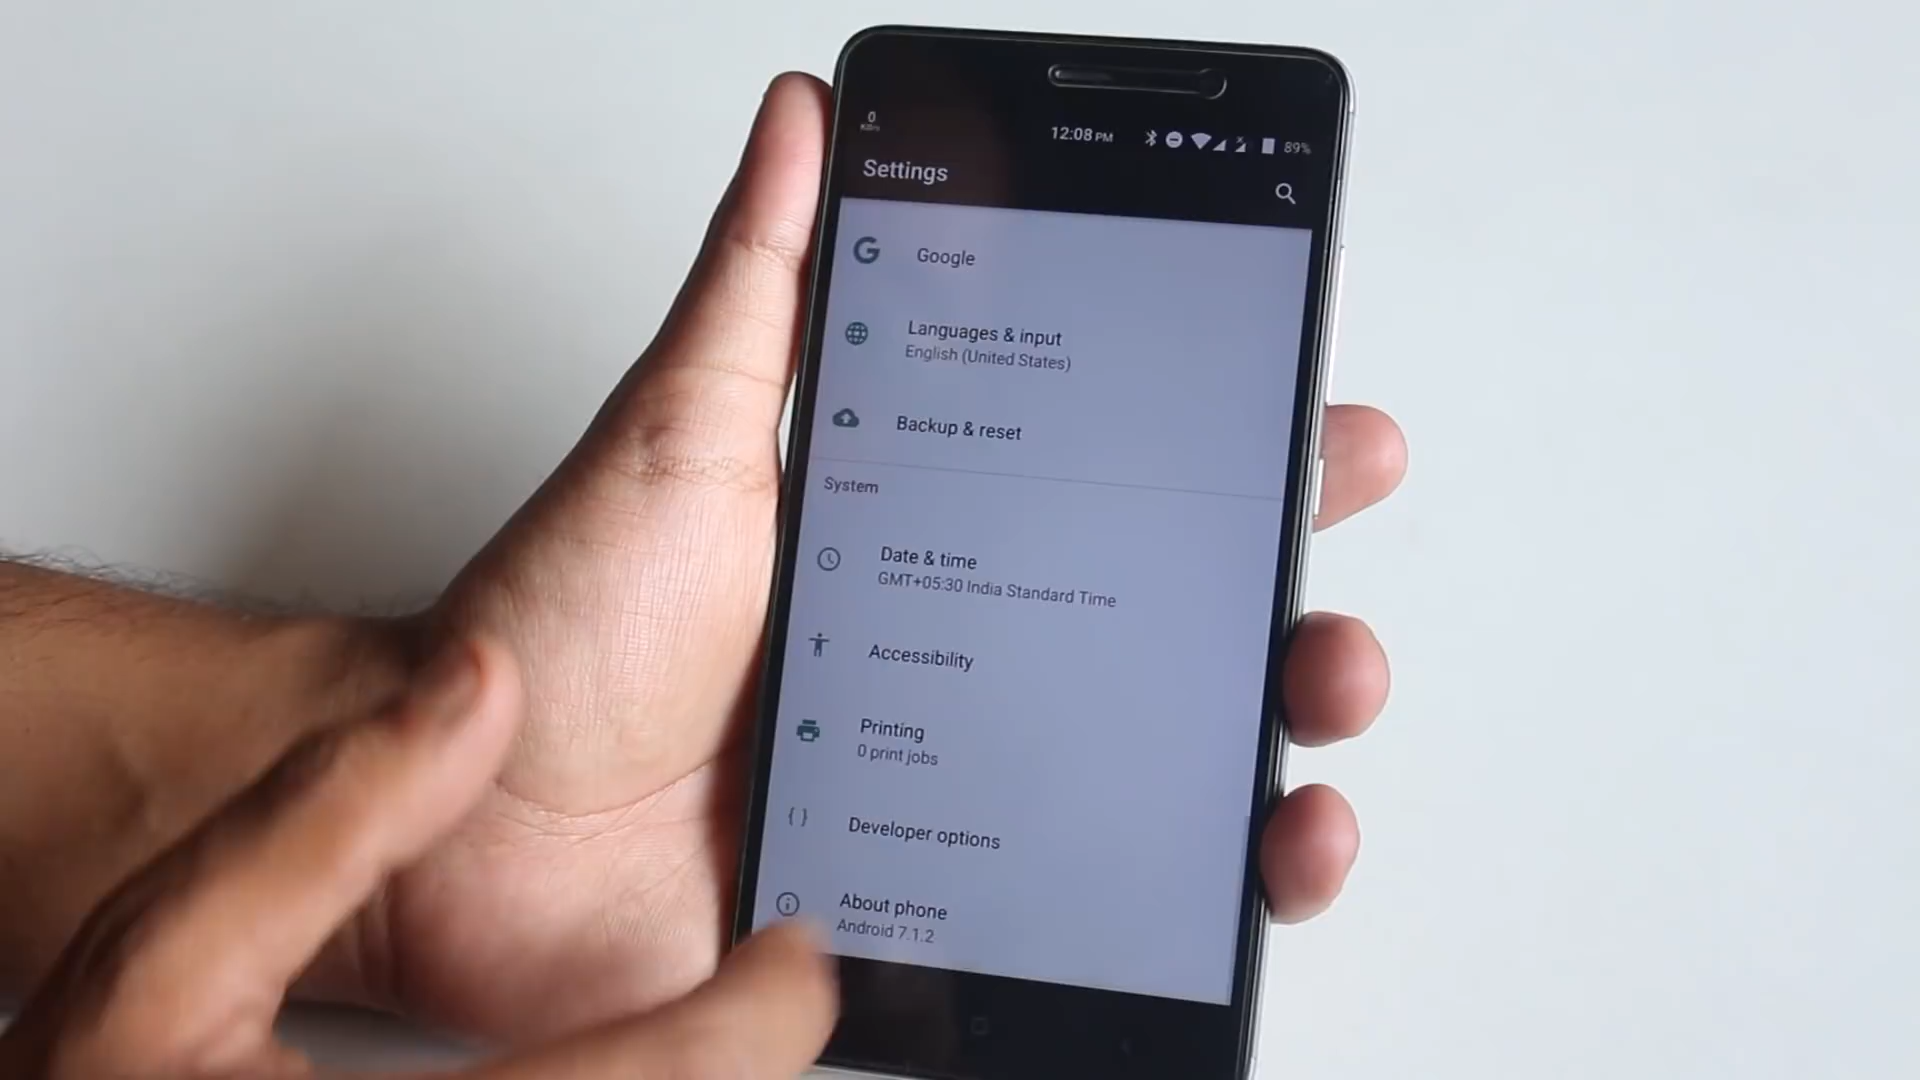 0
12:08 PM
89%
Settings
Google
Languages & input
English (United States)
Backup & reset
System
Date & time
GMT+05:30 India Standard Time
Accessibility
Printing
0 print jobs
{ }
Developer options
About phone
Android 7.1.2